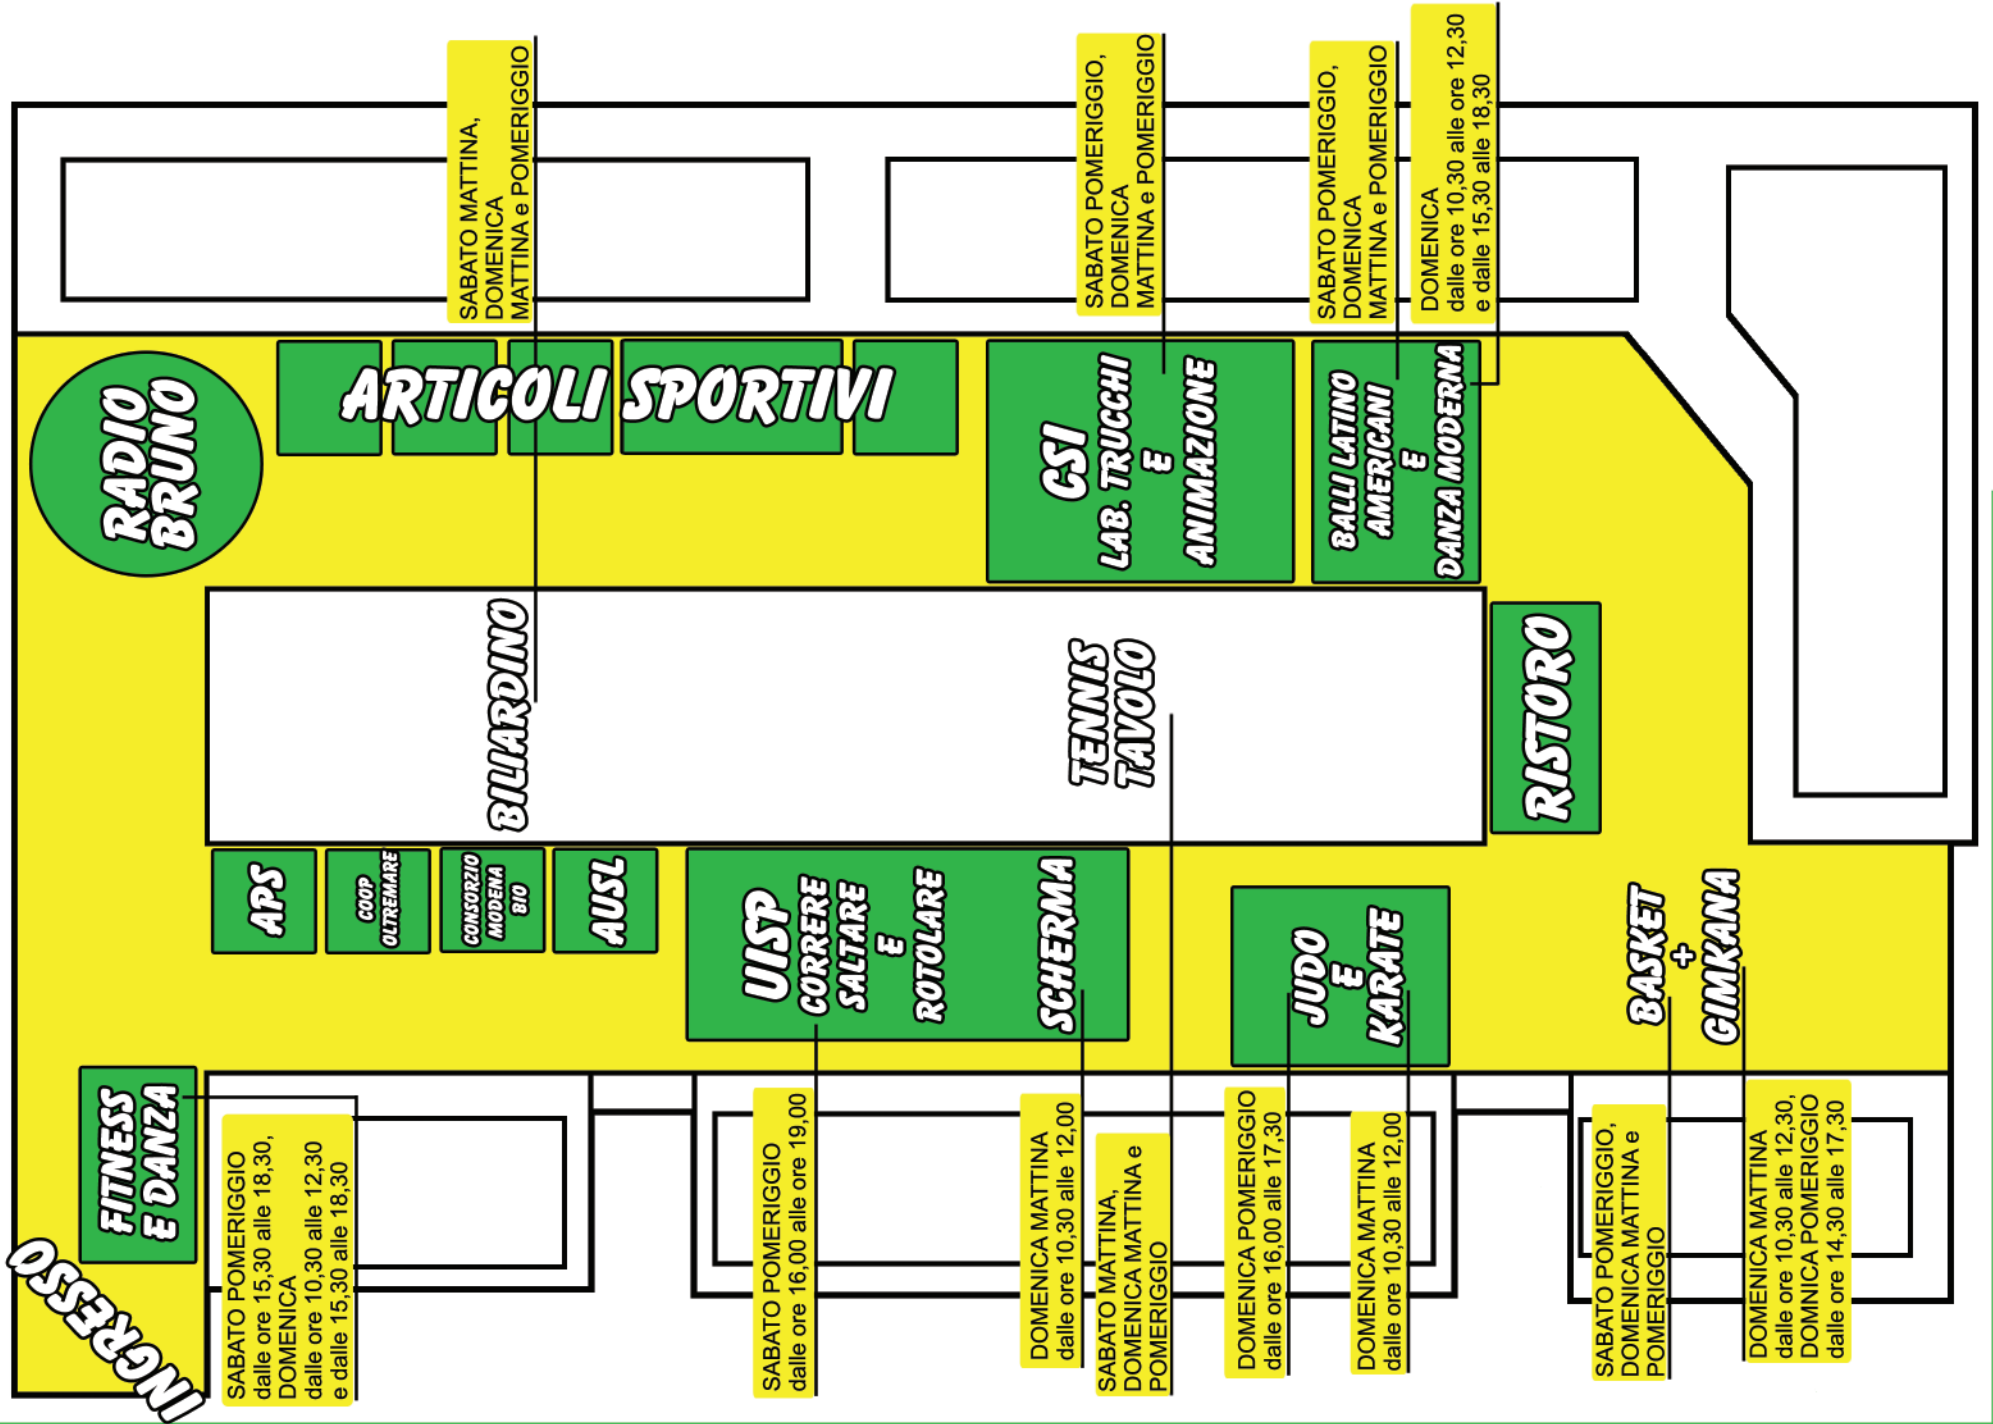 SABATO MATTINA,
DOMENICA
MATTINA e POMERIGGIO
SABATO POMERIGGIO,
DOMENICA
MATTINA e POMERIGGIO
SABATO POMERIGGIO,
DOMENICA
MATTINA e POMERIGGIO
DOMENICA
dalle ore 10,30 alle ore 12,30
e dalle 15,30 alle 18,30
RADIO
BRUNO
ARTICOLI SPORTIVI
CSI
LAB. TRUCCHI
E
ANIMAZIONE
BALLI LATINO
AMERICANI
E
DANZA MODERNA
BILIARDINO
TENNIS
TAVOLO
RISTORO
APS
COOP
OLTREMARE
CONSORZIO
MODENA
BIO
AUSL
UISP
CORRERE
SALTARE
E
ROTOLARE
SCHERMA
JUDO
E
KARATE
BASKET
+
GIMKANA
FITNESS
E DANZA
INGRESSO
SABATO POMERIGGIO
dalle ore 15,30 alle 18,30,
DOMENICA
dalle ore 10,30 alle 12,30
e dalle 15,30 alle 18,30
SABATO POMERIGGIO
dalle ore 16,00 alle ore 19,00
DOMENICA MATTINA
dalle ore 10,30 alle 12,00
SABATO MATTINA,
DOMENICA MATTINA e
POMERIGGIO
DOMENICA POMERIGGIO
dalle ore 16,00 alle 17,30
DOMENICA MATTINA
dalle ore 10,30 alle 12,00
SABATO POMERIGGIO,
DOMENICA MATTINA e
POMERIGGIO
DOMENICA MATTINA
dalle ore 10,30 alle 12,30,
DOMNICA POMERIGGIO
dalle ore 14,30 alle 17,30